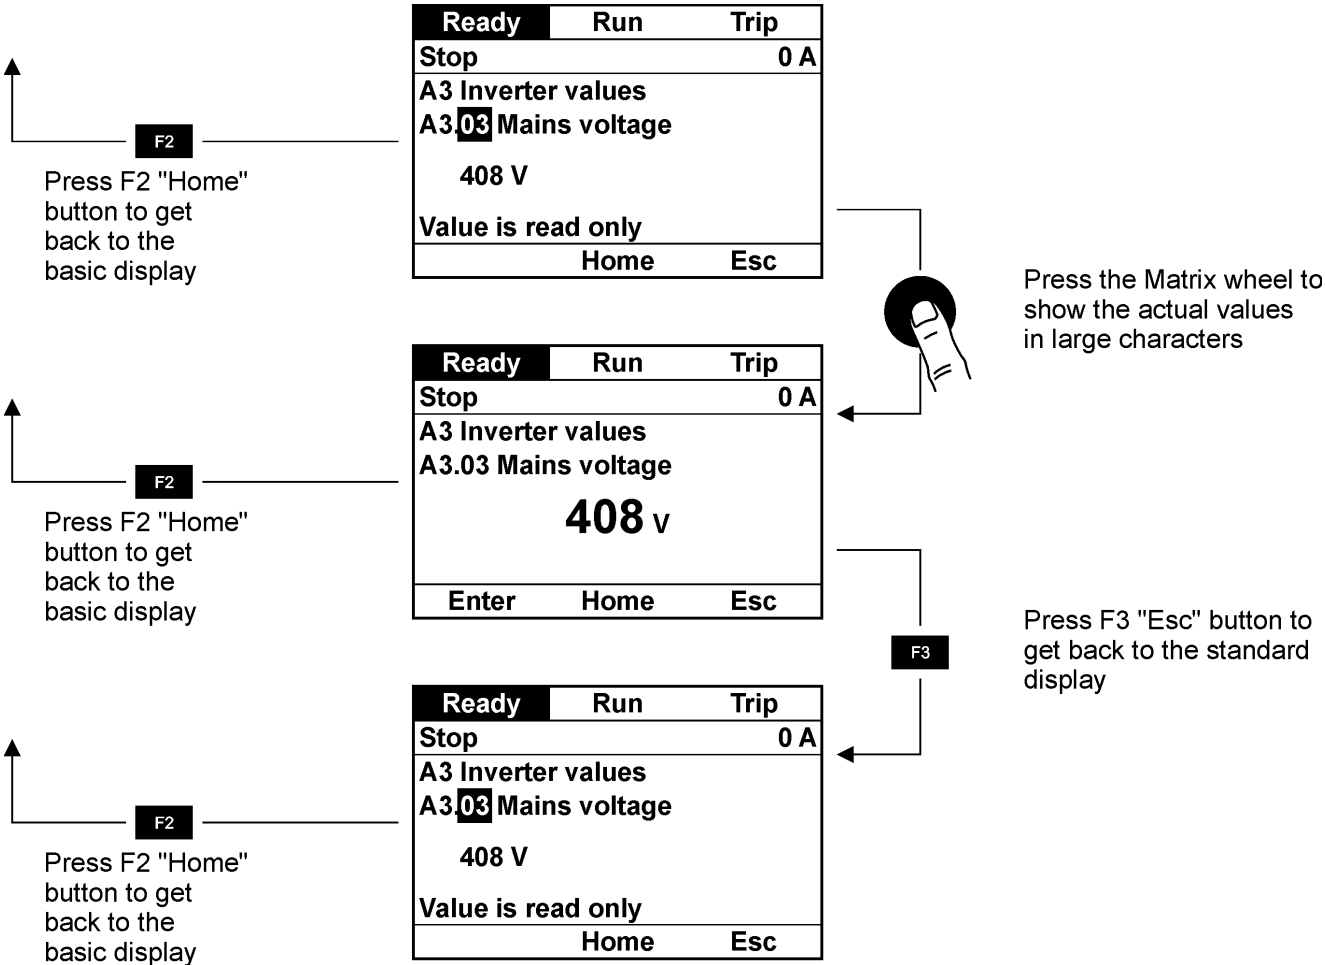 Ready Run Trip
Stop 0 A
A3 Inverter values
A3.03 Mains voltage
408 V
Value is read only
Home Esc
F2
Press F2 "Home"
button to get
back to the
basic display
Press the Matrix wheel to
show the actual values
in large characters
Ready Run Trip
Stop 0 A
A3 Inverter values
A3.03 Mains voltage
408 V
Enter Home Esc
F2
Press F2 "Home"
button to get
back to the
basic display
F3
Press F3 "Esc" button to
get back to the standard
display
Ready Run Trip
Stop 0 A
A3 Inverter values
A3.03 Mains voltage
408 V
Value is read only
Home Esc
F2
Press F2 "Home"
button to get
back to the
basic display